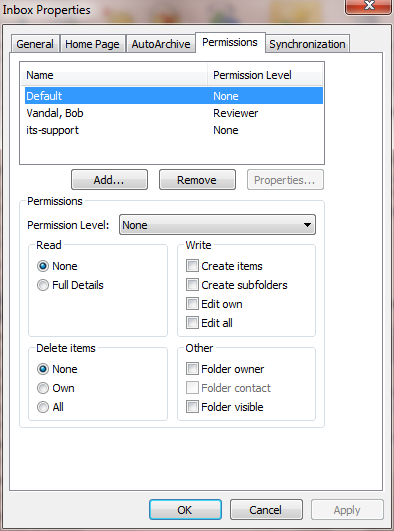 Inbox Properties
General Home Page AutoArchive Permissions Synchronization
Name Permission Level
Default None
Vandal, Bob Reviewer
its-support None
Add... Remove Properties...
Permissions
Permission Level: None
Read Write
None Create items
Full Details Create subfolders
Edit own
Edit all
Delete items Other
None Folder owner
Own Folder contact
All Folder visible
OK Cancel Apply